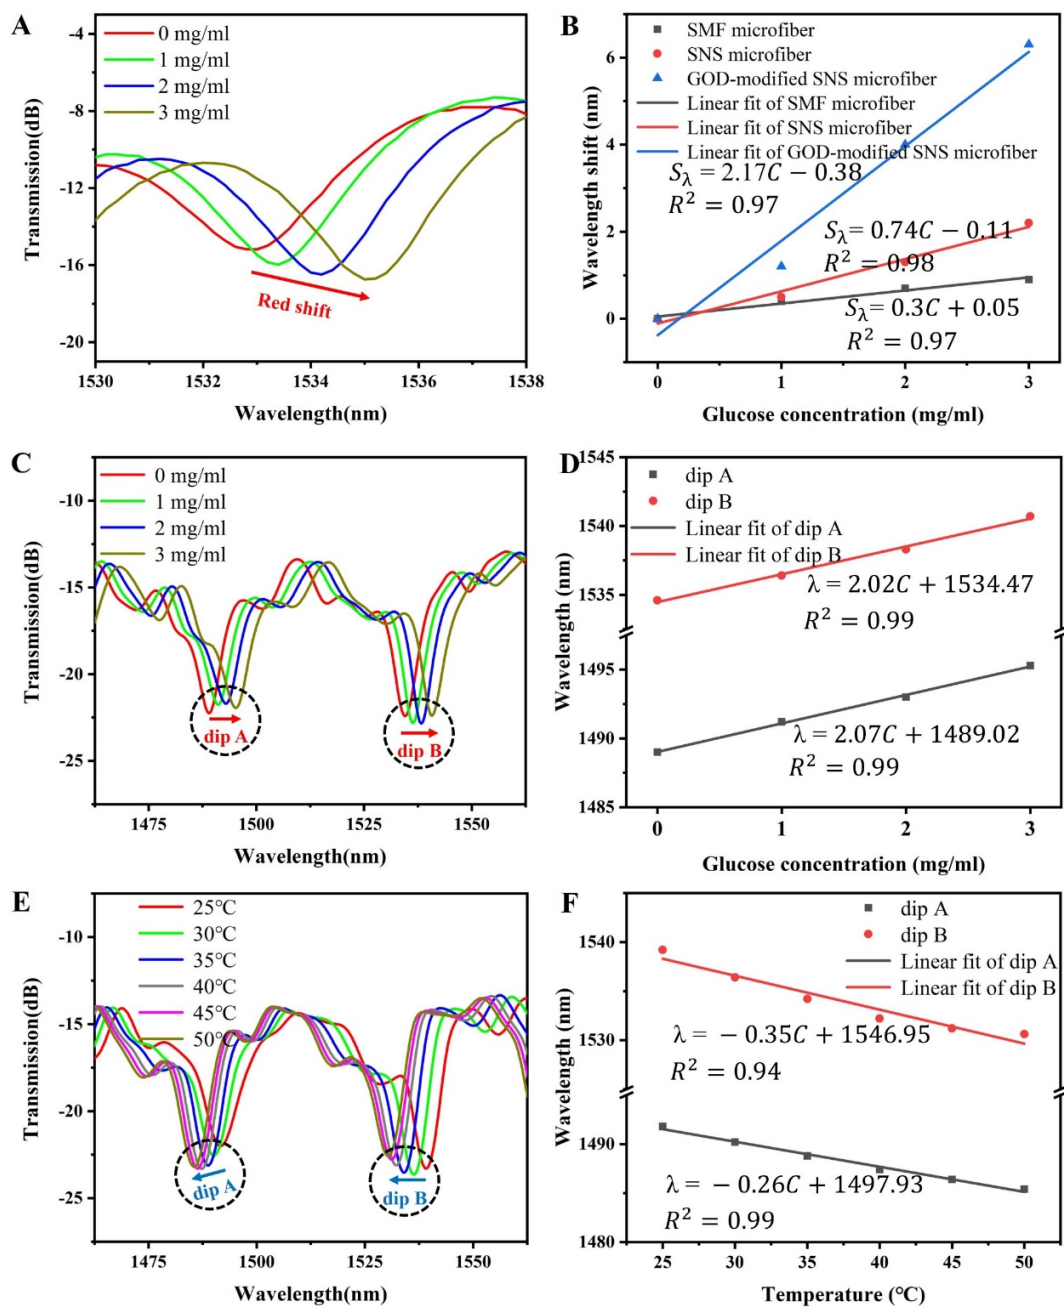 A
-4
-8
-12
-16
-20
Transmission(dB)
0 mg/ml
1 mg/ml
2 mg/ml
3 mg/ml
Red shift
1530
1532
1534
1536
1538
Wavelength(nm)
B
6
4
2
0
Wavelength shift (nm)
SMF microfiber
SNS microfiber
GOD-modified SNS microfiber
Linear fit of SMF microfiber
Linear fit of SNS microfiber
Linear fit of GOD-modified SNS microfiber
Sλ = 2.17C − 0.38
R² = 0.97
Sλ = 0.74C − 0.11
R² = 0.98
Sλ = 0.3C + 0.05
R² = 0.97
0
1
2
3
Glucose concentration (mg/ml)
C
-10
-15
-20
-25
Transmission(dB)
0 mg/ml
1 mg/ml
2 mg/ml
3 mg/ml
dip A
dip B
1475
1500
1525
1550
Wavelength(nm)
D
1545
1540
1535
1495
1490
1485
Wavelength (nm)
dip A
dip B
Linear fit of dip A
Linear fit of dip B
λ = 2.02C + 1534.47
R² = 0.99
λ = 2.07C + 1489.02
R² = 0.99
0
1
2
3
Glucose concentration (mg/ml)
E
-10
-15
-20
-25
Transmission(dB)
25°C
30°C
35°C
40°C
45°C
50°C
dip A
dip B
1475
1500
1525
1550
Wavelength(nm)
F
1540
1530
1490
1480
Wavelength (nm)
dip A
dip B
Linear fit of dip A
Linear fit of dip B
λ = − 0.35C + 1546.95
R² = 0.94
λ = − 0.26C + 1497.93
R² = 0.99
25
30
35
40
45
50
Temperature (°C)